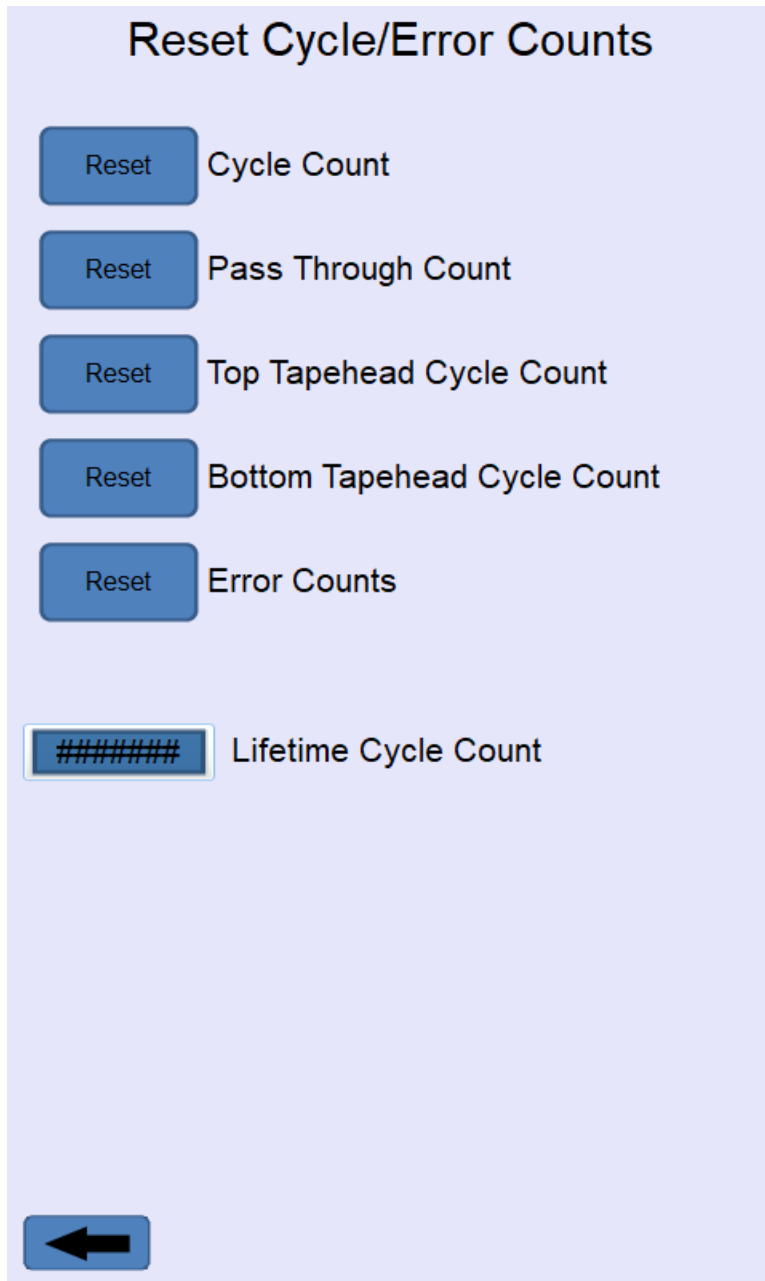 Reset Cycle/Error Counts
Reset Cycle Count
Reset Pass Through Count
Reset Top Tapehead Cycle Count
Reset Bottom Tapehead Cycle Count
Reset Error Counts
####### Lifetime Cycle Count